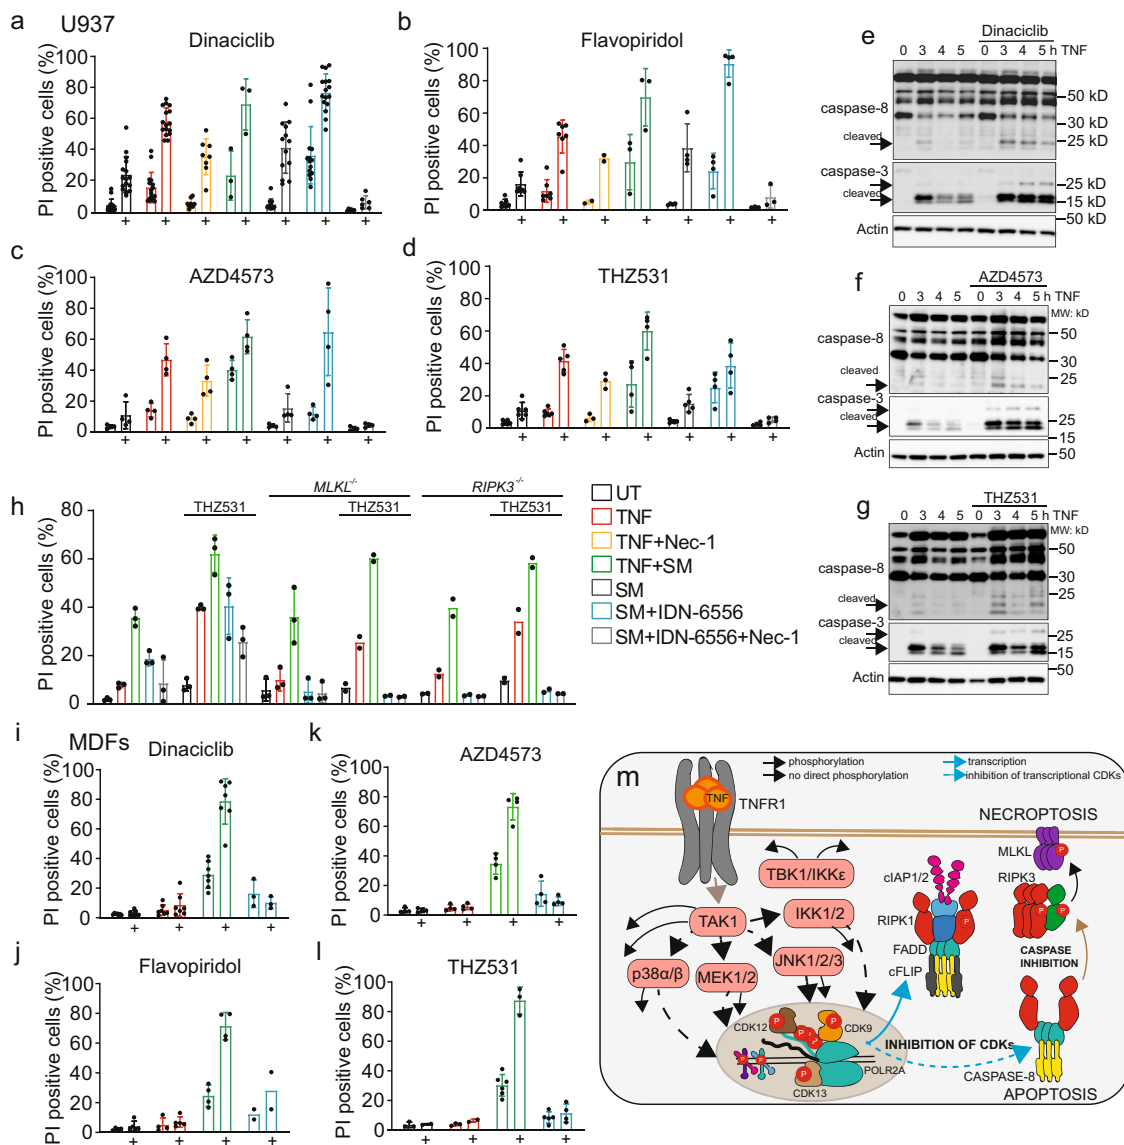 a
U937
Dinaciclib
PI positive cells (%)
100
80
60
40
20
0
+ + + + + + +
b
Flavopiridol
PI positive cells (%)
100
80
60
40
20
0
+ + + + + + +
c
AZD4573
PI positive cells (%)
100
80
60
40
20
0
+ + + + + + +
d
THZ531
PI positive cells (%)
100
80
60
40
20
0
+ + + + + + +
e
Dinaciclib
0 3 4 5 0 3 4 5 h TNF
caspase-8
cleaved
50 kD
30 kD
25 kD
caspase-3
cleaved
25 kD
15 kD
50 kD
Actin
f
AZD4573
0 3 4 5 0 3 4 5 h TNF
MW: kD
caspase-8
cleaved
50
30
25
caspase-3
cleaved
25
15
Actin
50
g
THZ531
0 3 4 5 0 3 4 5 h TNF
MW: kD
caspase-8
cleaved
50
30
25
15
caspase-3
cleaved
25
15
50
Actin
h
MLKL-/- RIPK3-/-
THZ531 THZ531 THZ531
PI positive cells (%)
80
60
40
20
0
UT
TNF
TNF+Nec-1
TNF+SM
SM
SM+IDN-6556
SM+IDN-6556+Nec-1
i
MDFs
Dinaciclib
PI positive cells (%)
100
80
60
40
20
0
+ + + +
k
AZD4573
PI positive cells (%)
100
80
60
40
20
0
+ + + +
j
Flavopiridol
PI positive cells (%)
100
80
60
40
20
0
+ + + +
l
THZ531
PI positive cells (%)
100
80
60
40
20
0
+ + + +
m
phosphorylation
no direct phosphorylation
transcription
inhibition of transcriptional CDKs
TNF
TNFR1
NECROPTOSIS
MLKL
P
TBK1/IKKε
cIAP1/2
RIPK3
P
P
TAK1
IKK1/2
RIPK1
P
FADD
CASPASE
INHIBITION
p38α/β
MEK1/2
JNK1/2/3
cFLIP
CDK12
P
P
P
P
CDK9
INHIBITION OF CDKs
P
P
POLR2A
P
CDK13
CASPASE-8
APOPTOSIS